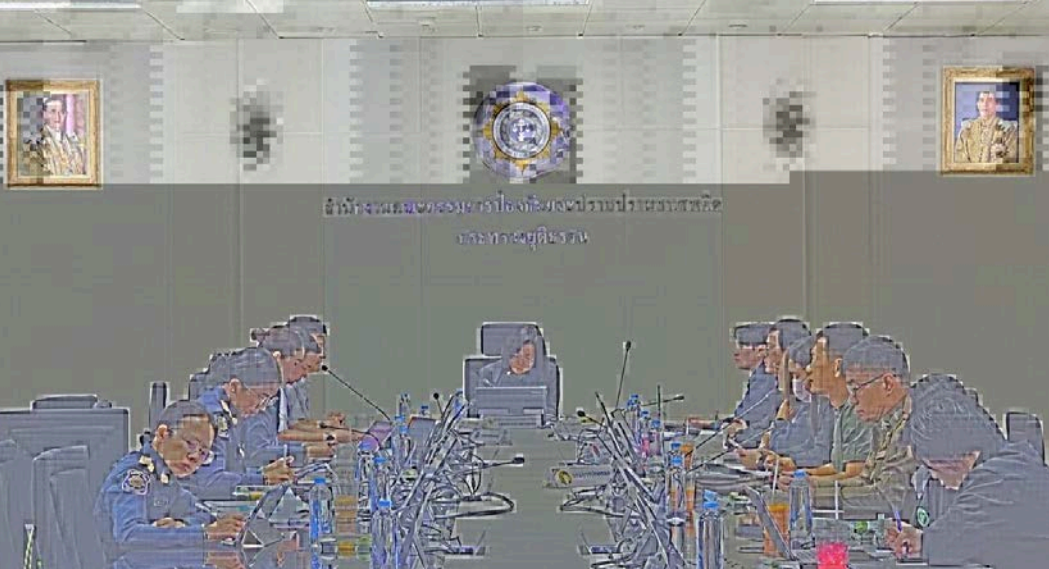 สำนักงานคณะกรรมการป้องกันและปราบปรามยาเสพติด
กระทรวงยุติธรรม